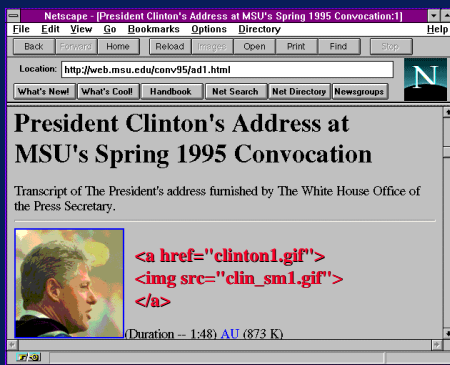 Netscape - [President Clinton's Address at MSU's Spring 1995 Convocation:1]
File Edit View Go Bookmarks Options Directory Help
Back Forward Home Reload Images Open Print Find Stop
Location: http://web.msu.edu/conv95/ad1.html
N
What's New! What's Cool! Handbook Net Search Net Directory Newsgroups
President Clinton's Address at
MSU's Spring 1995 Convocation
Transcript of The President's address furnished by The White House Office of
the Press Secretary.
<a href="clinton1.gif">
<img src="clin_sm1.gif">
</a>
(Duration -- 1:48) AU (873 K)